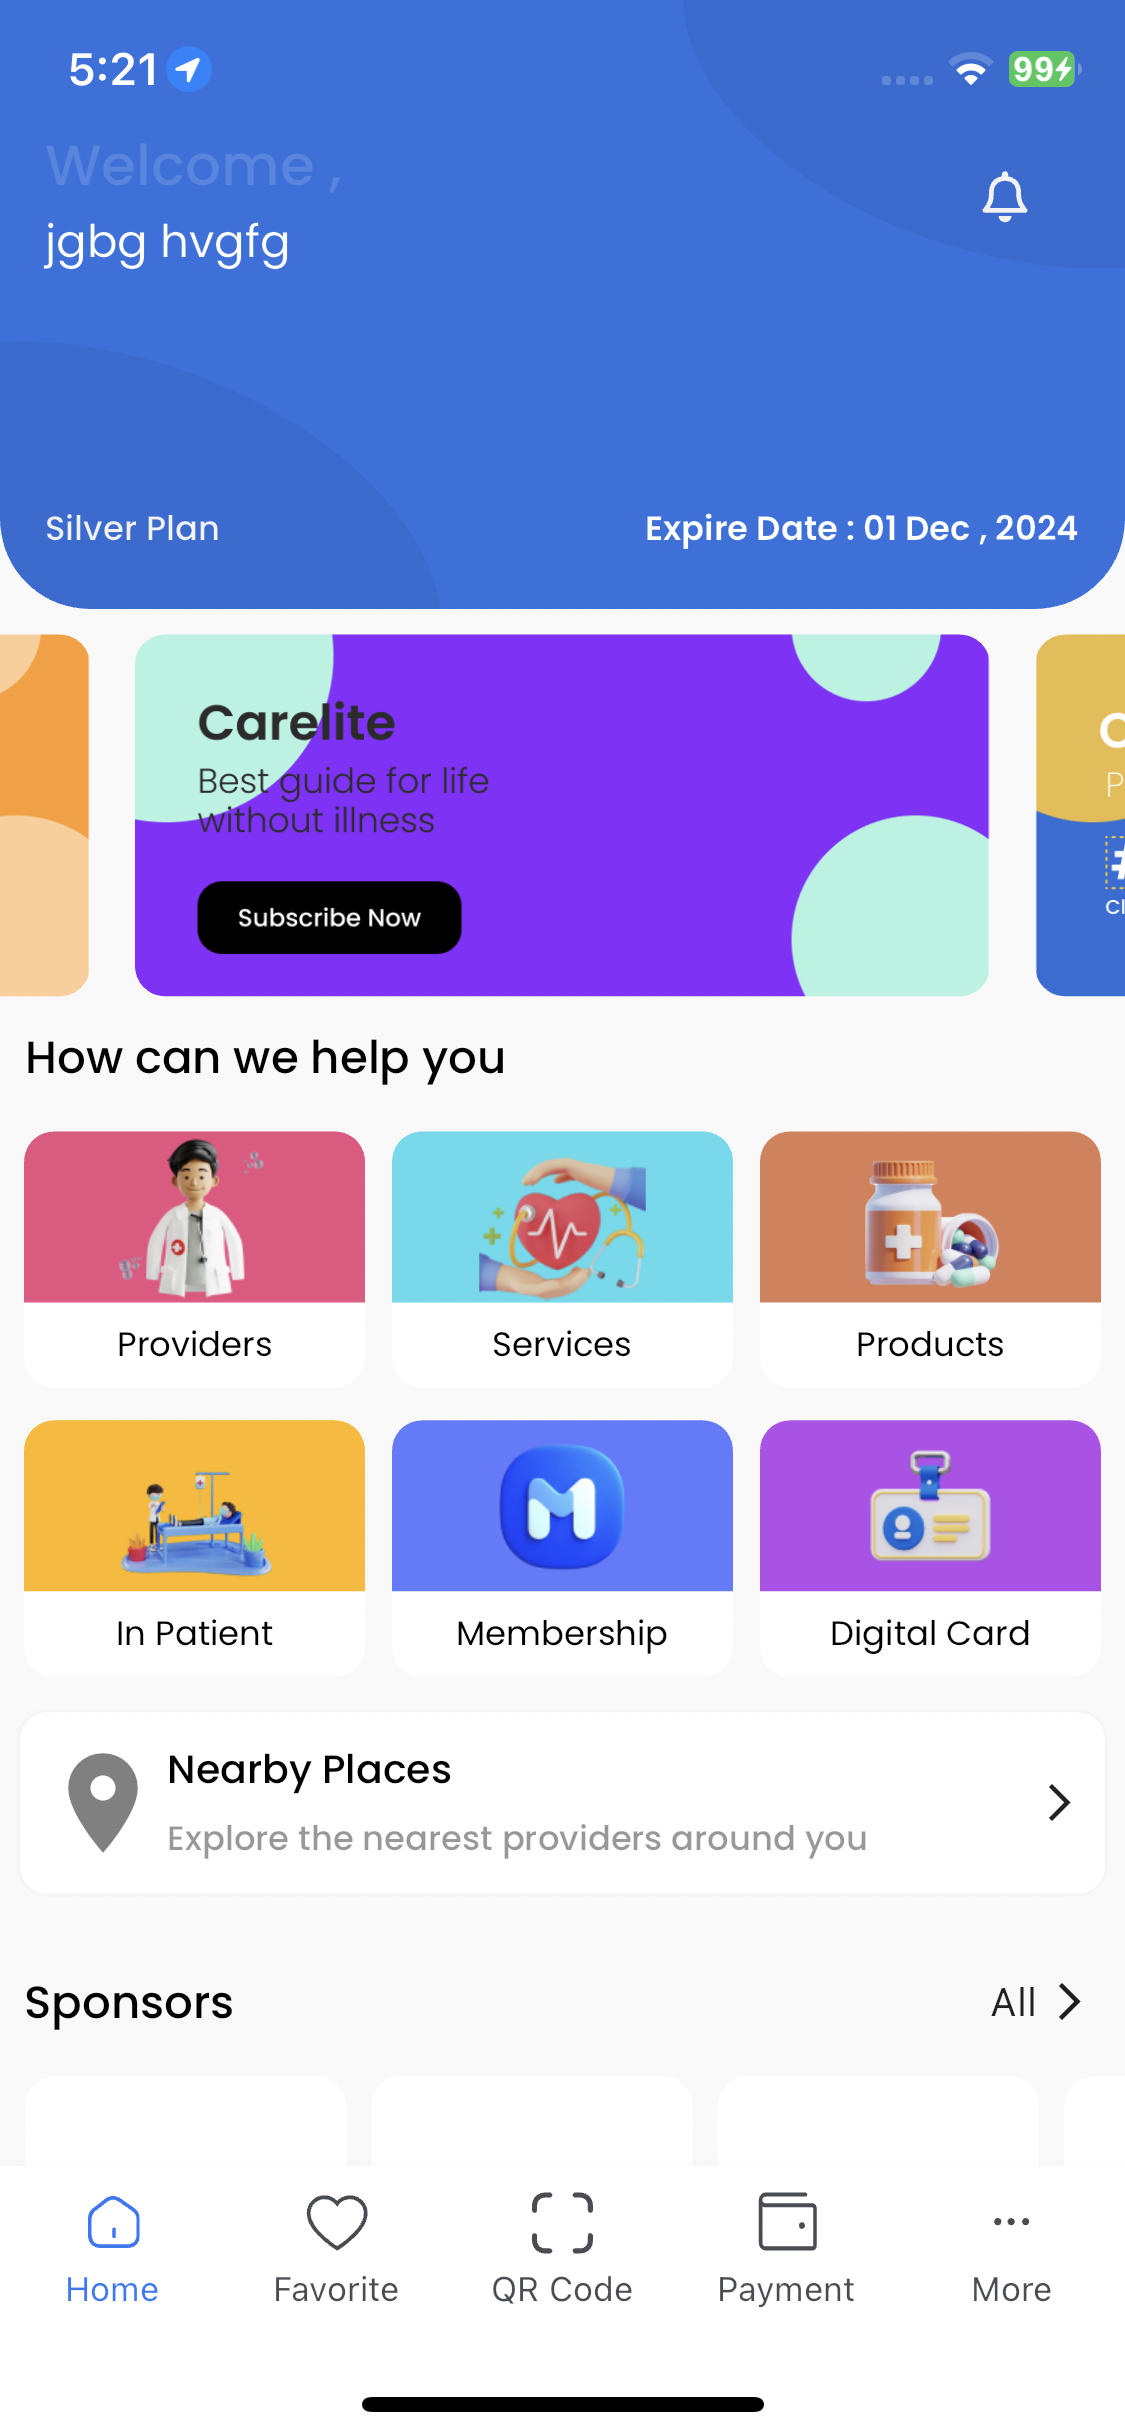 5:21
99
Welcome ,
jgbg hvgfg
Silver Plan
Expire Date : 01 Dec , 2024
Carelite
Best guide for life
without illness
Subscribe Now
How can we help you
Providers
Services
Products
In Patient
Membership
Digital Card
Nearby Places
Explore the nearest providers around you
Sponsors
All
Home
Favorite
QR Code
Payment
More